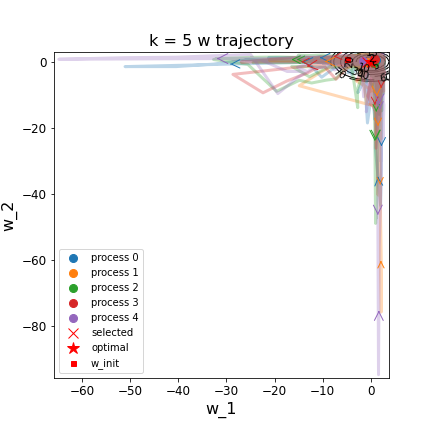 k = 5 w trajectory
0
−20
−40
−60
−80
w_2
process 0
process 1
process 2
process 3
process 4
selected
optimal
w_init
−60
−50
−40
−30
−20
−10
0
w_1